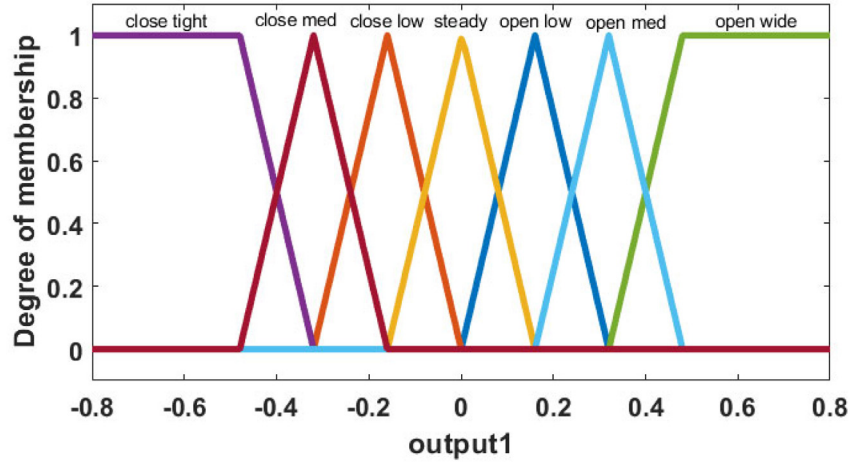 close tight close med close low steady open low open med open wide
1
0.8
0.6
0.4
0.2
0
Degree of membership
-0.8 -0.6 -0.4 -0.2 0 0.2 0.4 0.6 0.8
output1